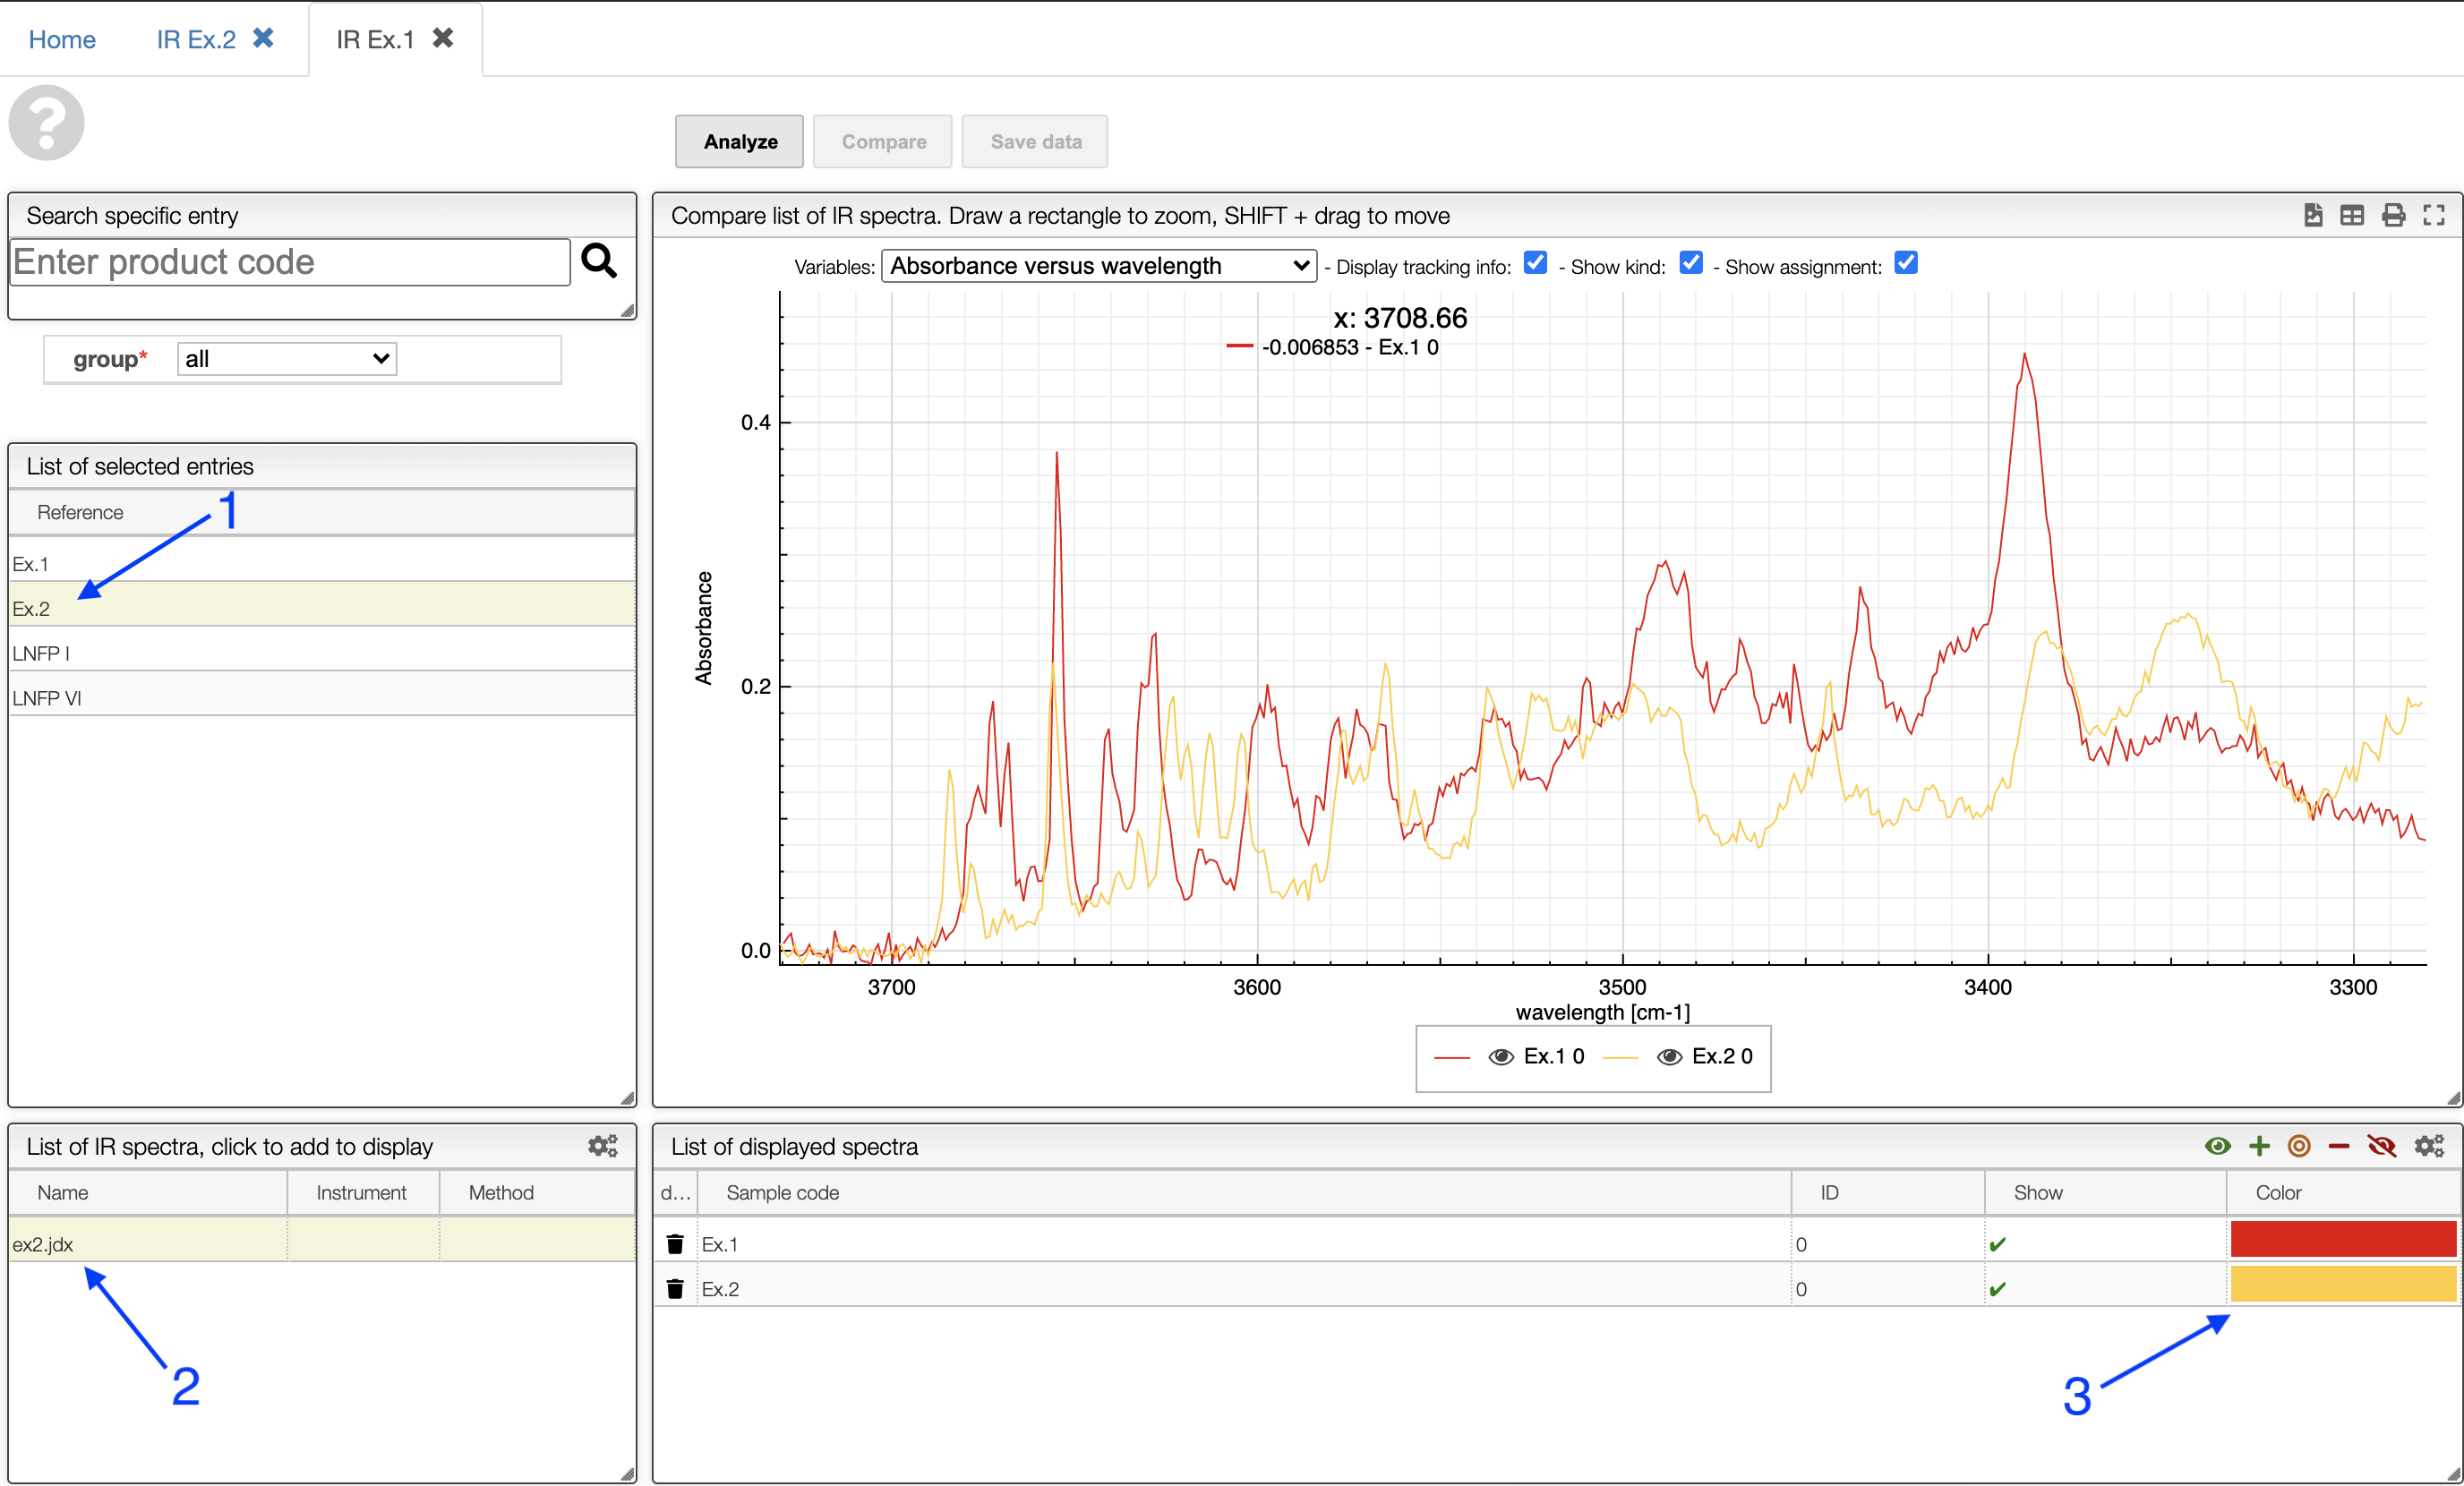 Home IR Ex.2 ✖ IR Ex.1 ✖
?
Analyze Compare Save data
Search specific entry
Enter product code
group* all
List of selected entries
Reference
1
Ex.1
Ex.2
LNFP I
LNFP VI
Compare list of IR spectra. Draw a rectangle to zoom, SHIFT + drag to move
Variables: Absorbance versus wavelength - Display tracking info: - Show kind: - Show assignment:
x: 3708.66
-0.006853 - Ex.1 0
Absorbance
0.4
0.2
0.0
3700 3600 3500 3400 3300
wavelength [cm-1]
Ex.1 0 Ex.2 0
List of IR spectra, click to add to display
Name Instrument Method
ex2.jdx
2
List of displayed spectra
d... Sample code ID Show Color
Ex.1 0 ✔
Ex.2 0 ✔
3